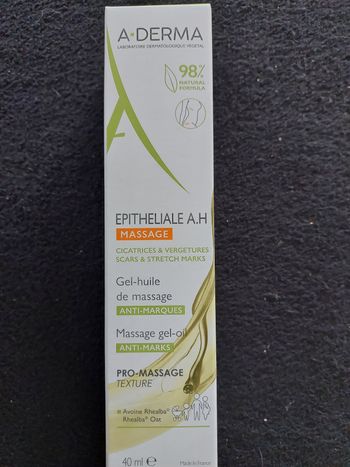 A-DERMA
LABORATOIRE DERMATOLOGIQUE VÉGÉTAL
98%
NATURAL
FORMULA
EPITHELIALE A.H
MASSAGE
CICATRICES & VERGETURES
SCARS & STRETCH MARKS
Gel-huile
de massage
ANTI-MARQUES
Massage gel-oil
ANTI-MARKS
PRO-MASSAGE
TEXTURE
Avoine Rhealba®
Rhealba® Oat
40 ml e
Made in France